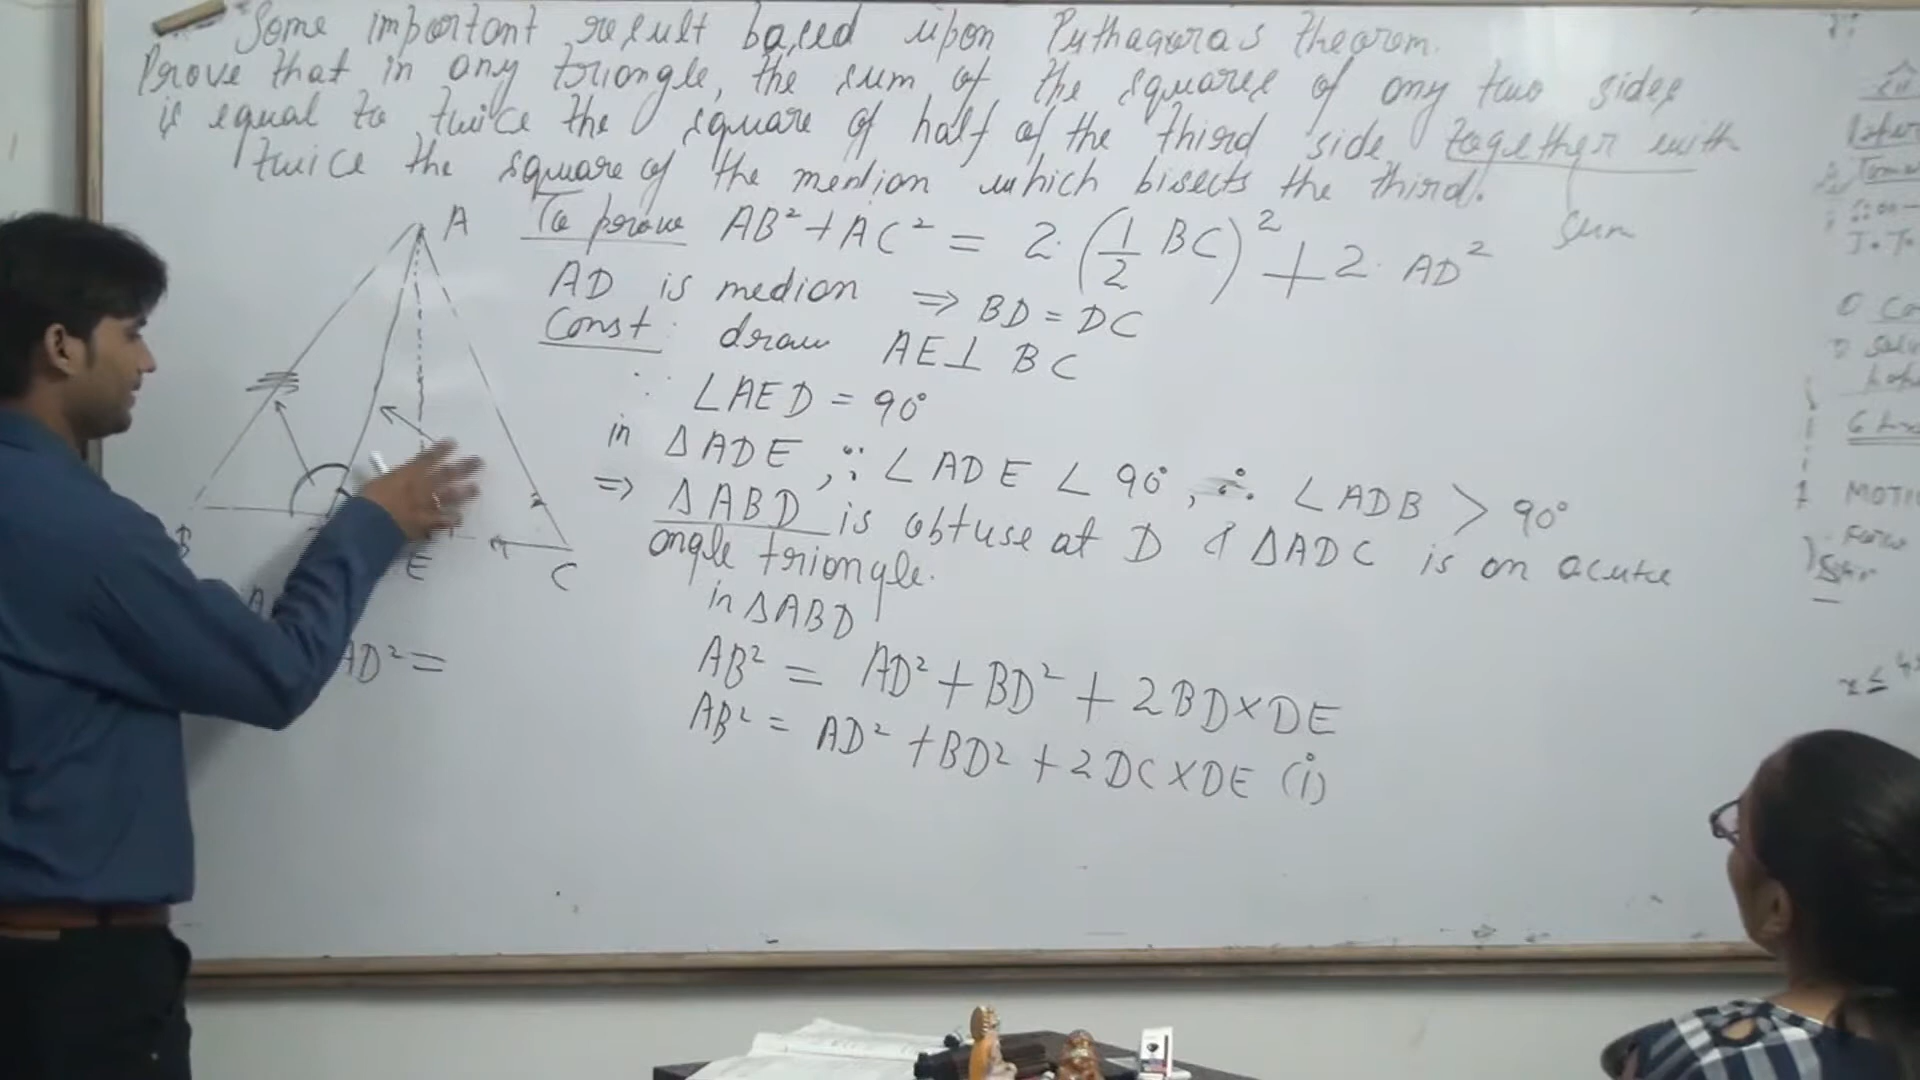 Some important result based upon Pythagoras theorem.
Prove that in any triangle, the sum of the squares of any two sides
is equal to twice the square of half of the third side together with
twice the square of the median which bisects the third.
Sum
To prove AB² + AC² = 2·(1/2 BC)² + 2·AD²
AD is median ⇒ BD = DC
Const: draw AE⊥ BC
∠AED = 90°
in ΔADE, ∵ ∠ADE < 90°, ∴ ∠ADB > 90°
⇒ ΔABD is obtuse at D & ΔADC is an acute
angle triangle.
in ΔABD
AB² = AD² + BD² + 2BD×DE
AB² = AD² + BD² + 2DC×DE (i)
A
B
E
C
A
AD² =
MOTI
Force
x ≤